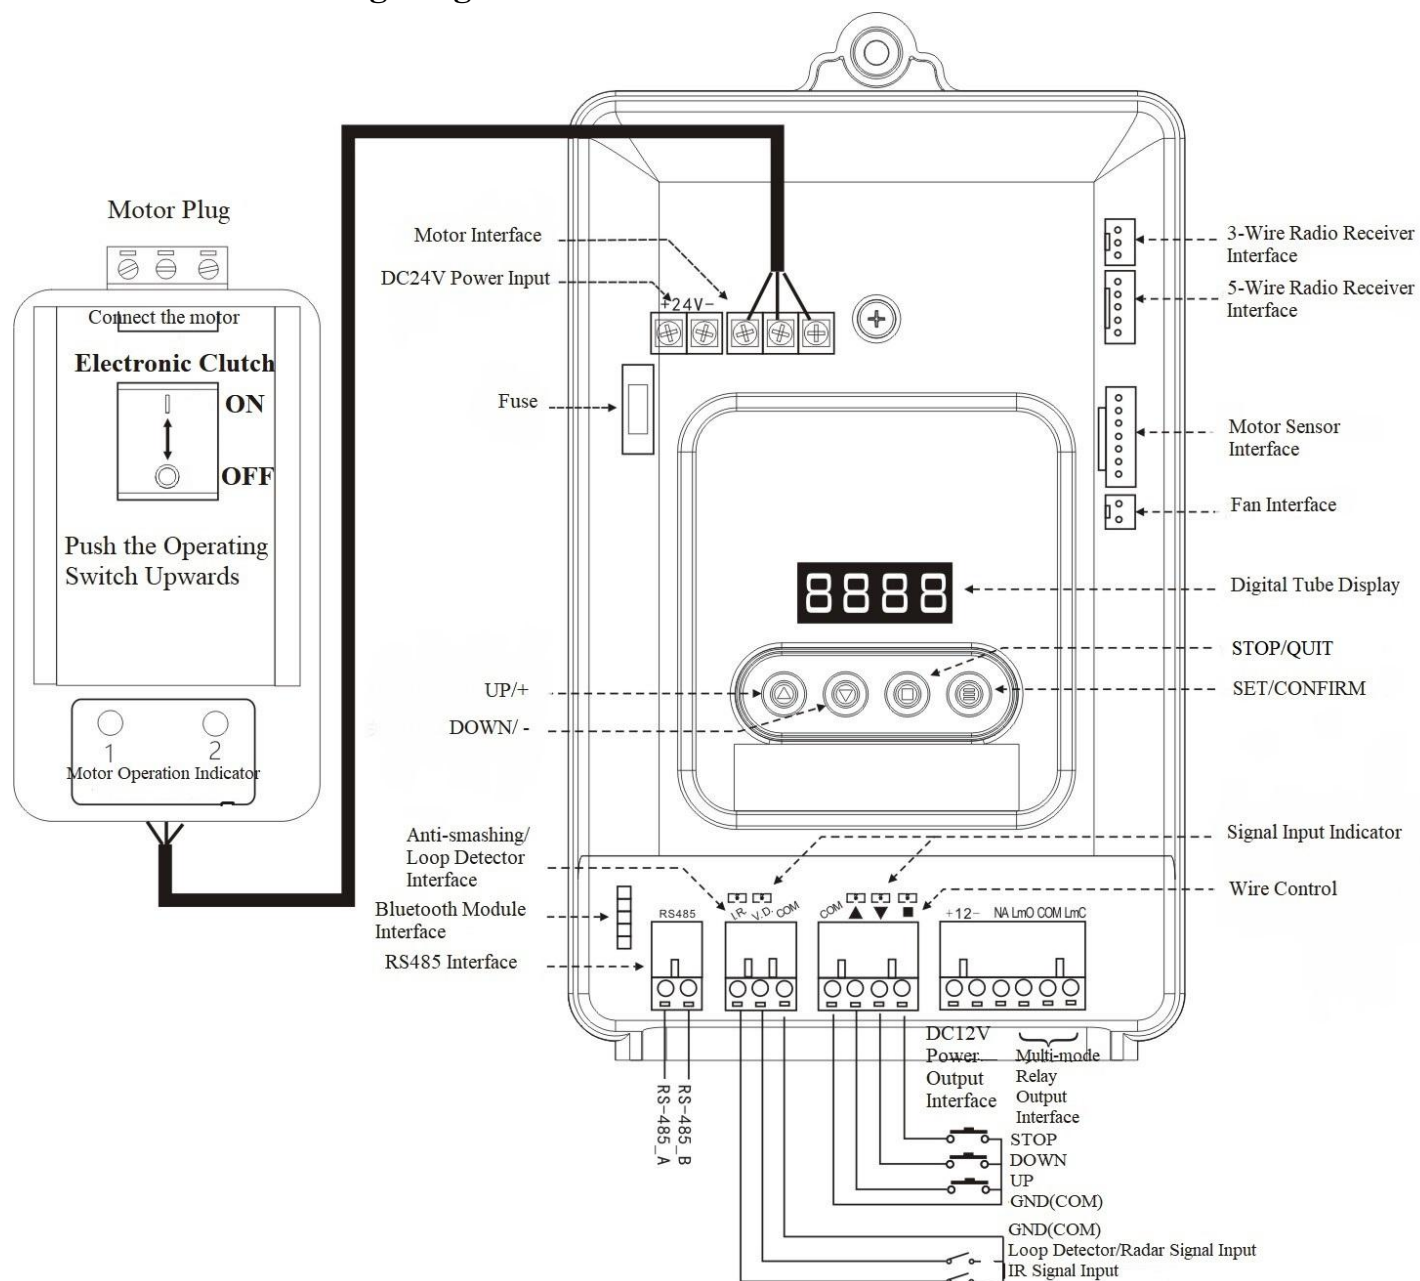 Motor Plug
Connect the motor
Electronic Clutch
ON
OFF
Push the Operating
Switch Upwards
1
2
Motor Operation Indicator
Motor Interface
DC24V Power Input
+24V-
Fuse
UP/+
DOWN/ -
Anti-smashing/
Loop Detector
Interface
Bluetooth Module
Interface
RS485 Interface
3-Wire Radio Receiver
Interface
5-Wire Radio Receiver
Interface
Motor Sensor
Interface
Fan Interface
8888
Digital Tube Display
STOP/QUIT
SET/CONFIRM
Signal Input Indicator
Wire Control
RS485
I.R. V.D. COM
COM ▲ ▼ ■
+12- NA LmO COM LmC
RS-485_A
RS-485_B
DC12V
Power
Output
Interface
Multi-mode
Relay
Output
Interface
STOP
DOWN
UP
GND(COM)
GND(COM)
Loop Detector/Radar Signal Input
IR Signal Input